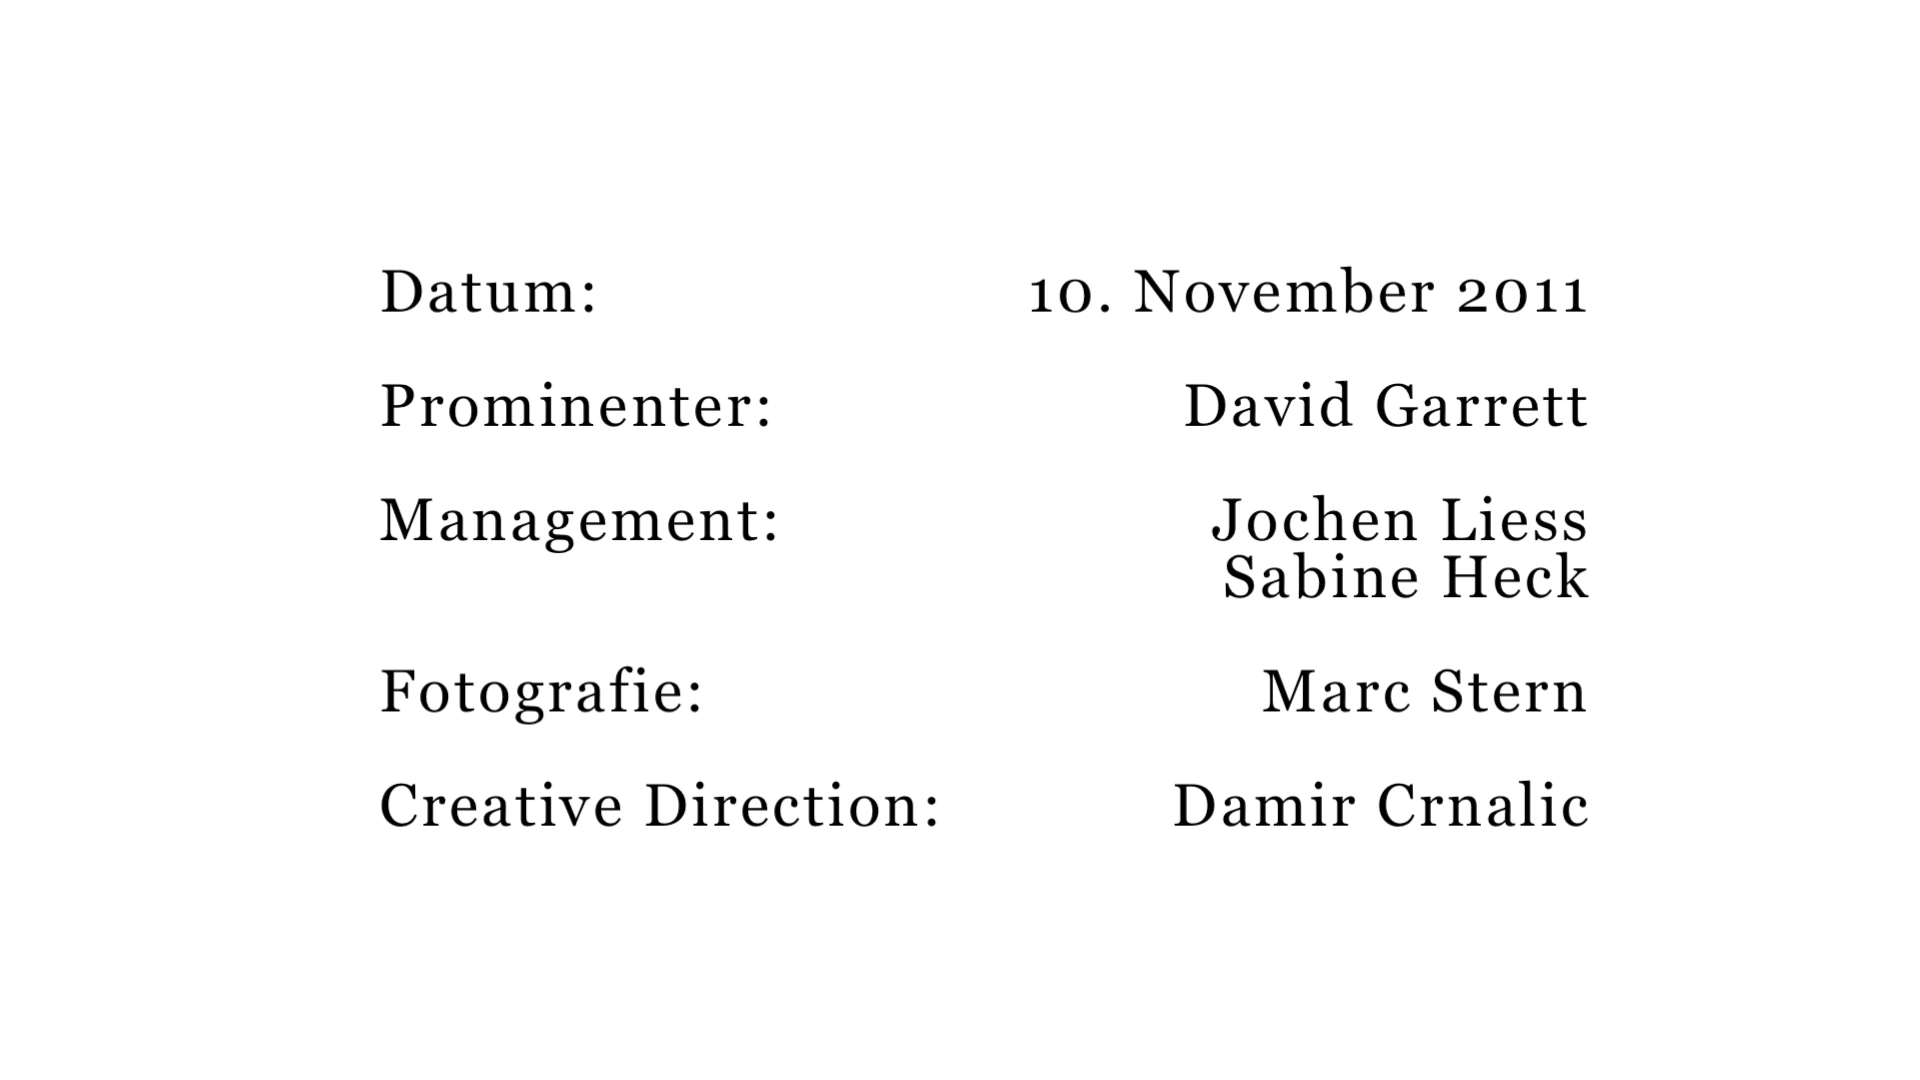 Datum: 10. November 2011
Prominenter: David Garrett
Management: Jochen Liess
Sabine Heck
Fotografie: Marc Stern
Creative Direction: Damir Crnalic